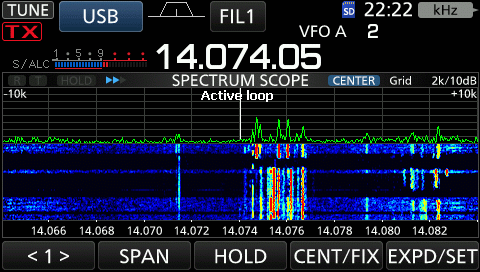 TUNE USB FIL1 SD 22:22 kHz
TX VFO A 2
1 · 5 · 9
S/ALC 14.074.05
R T HOLD SPECTRUM SCOPE CENTER Grid 2k/10dB
-10k Active loop +10k
14.066 14.068 14.070 14.072 14.074 14.076 14.078 14.080 14.082
< 1 > SPAN HOLD CENT/FIX EXPD/SET